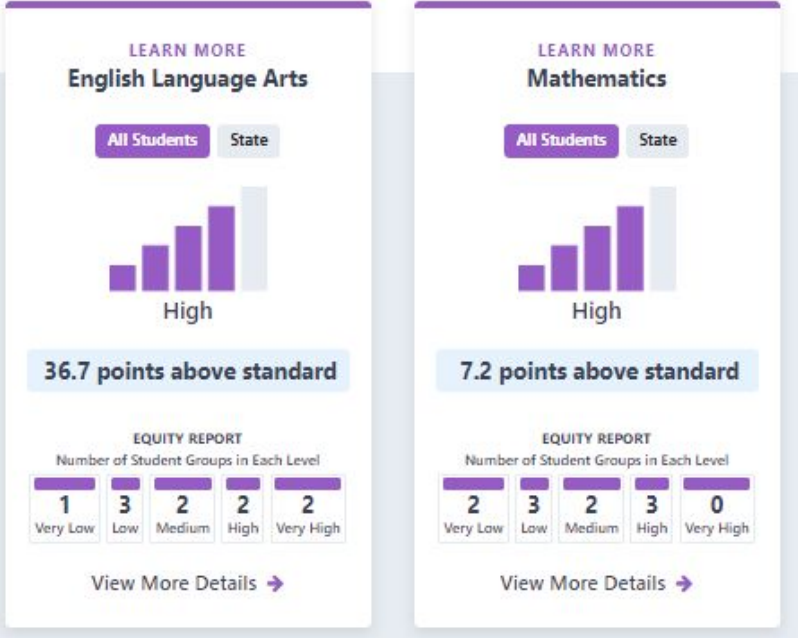 LEARN MORE
English Language Arts
All Students State
High
36.7 points above standard
EQUITY REPORT
Number of Student Groups in Each Level
1 3 2 2 2
Very Low Low Medium High Very High
View More Details
LEARN MORE
Mathematics
All Students State
High
7.2 points above standard
EQUITY REPORT
Number of Student Groups in Each Level
2 3 2 3 0
Very Low Low Medium High Very High
View More Details